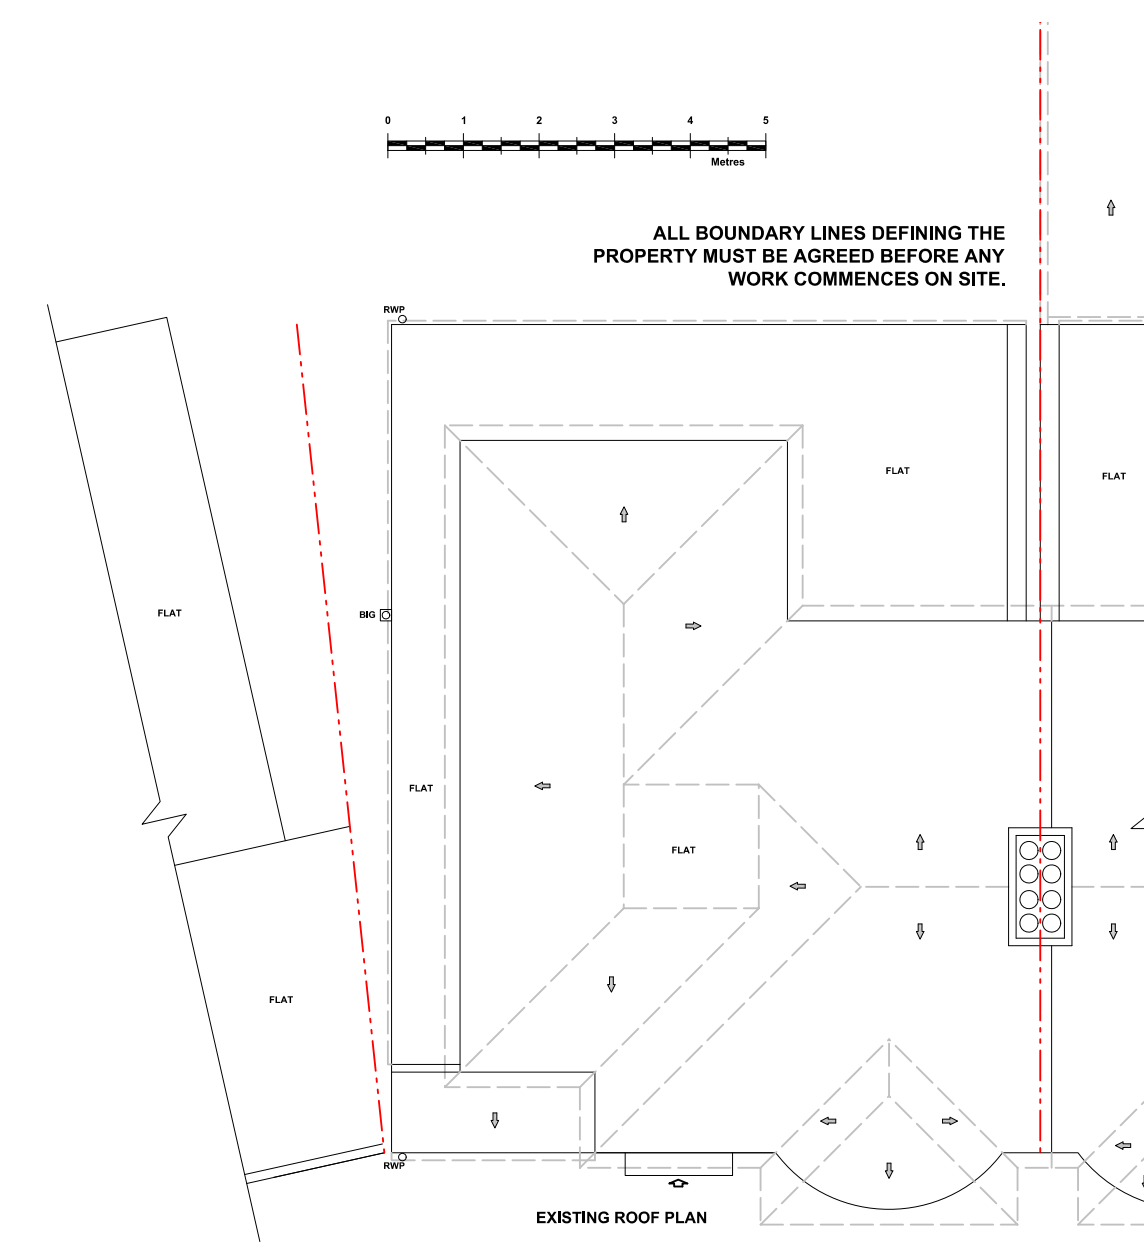 0 1 2 3 4 5
Metres
ALL BOUNDARY LINES DEFINING THE
PROPERTY MUST BE AGREED BEFORE ANY
WORK COMMENCES ON SITE.
RWP
FLAT
FLAT
FLAT
BIG
FLAT
FLAT
FLAT
RWP
EXISTING ROOF PLAN